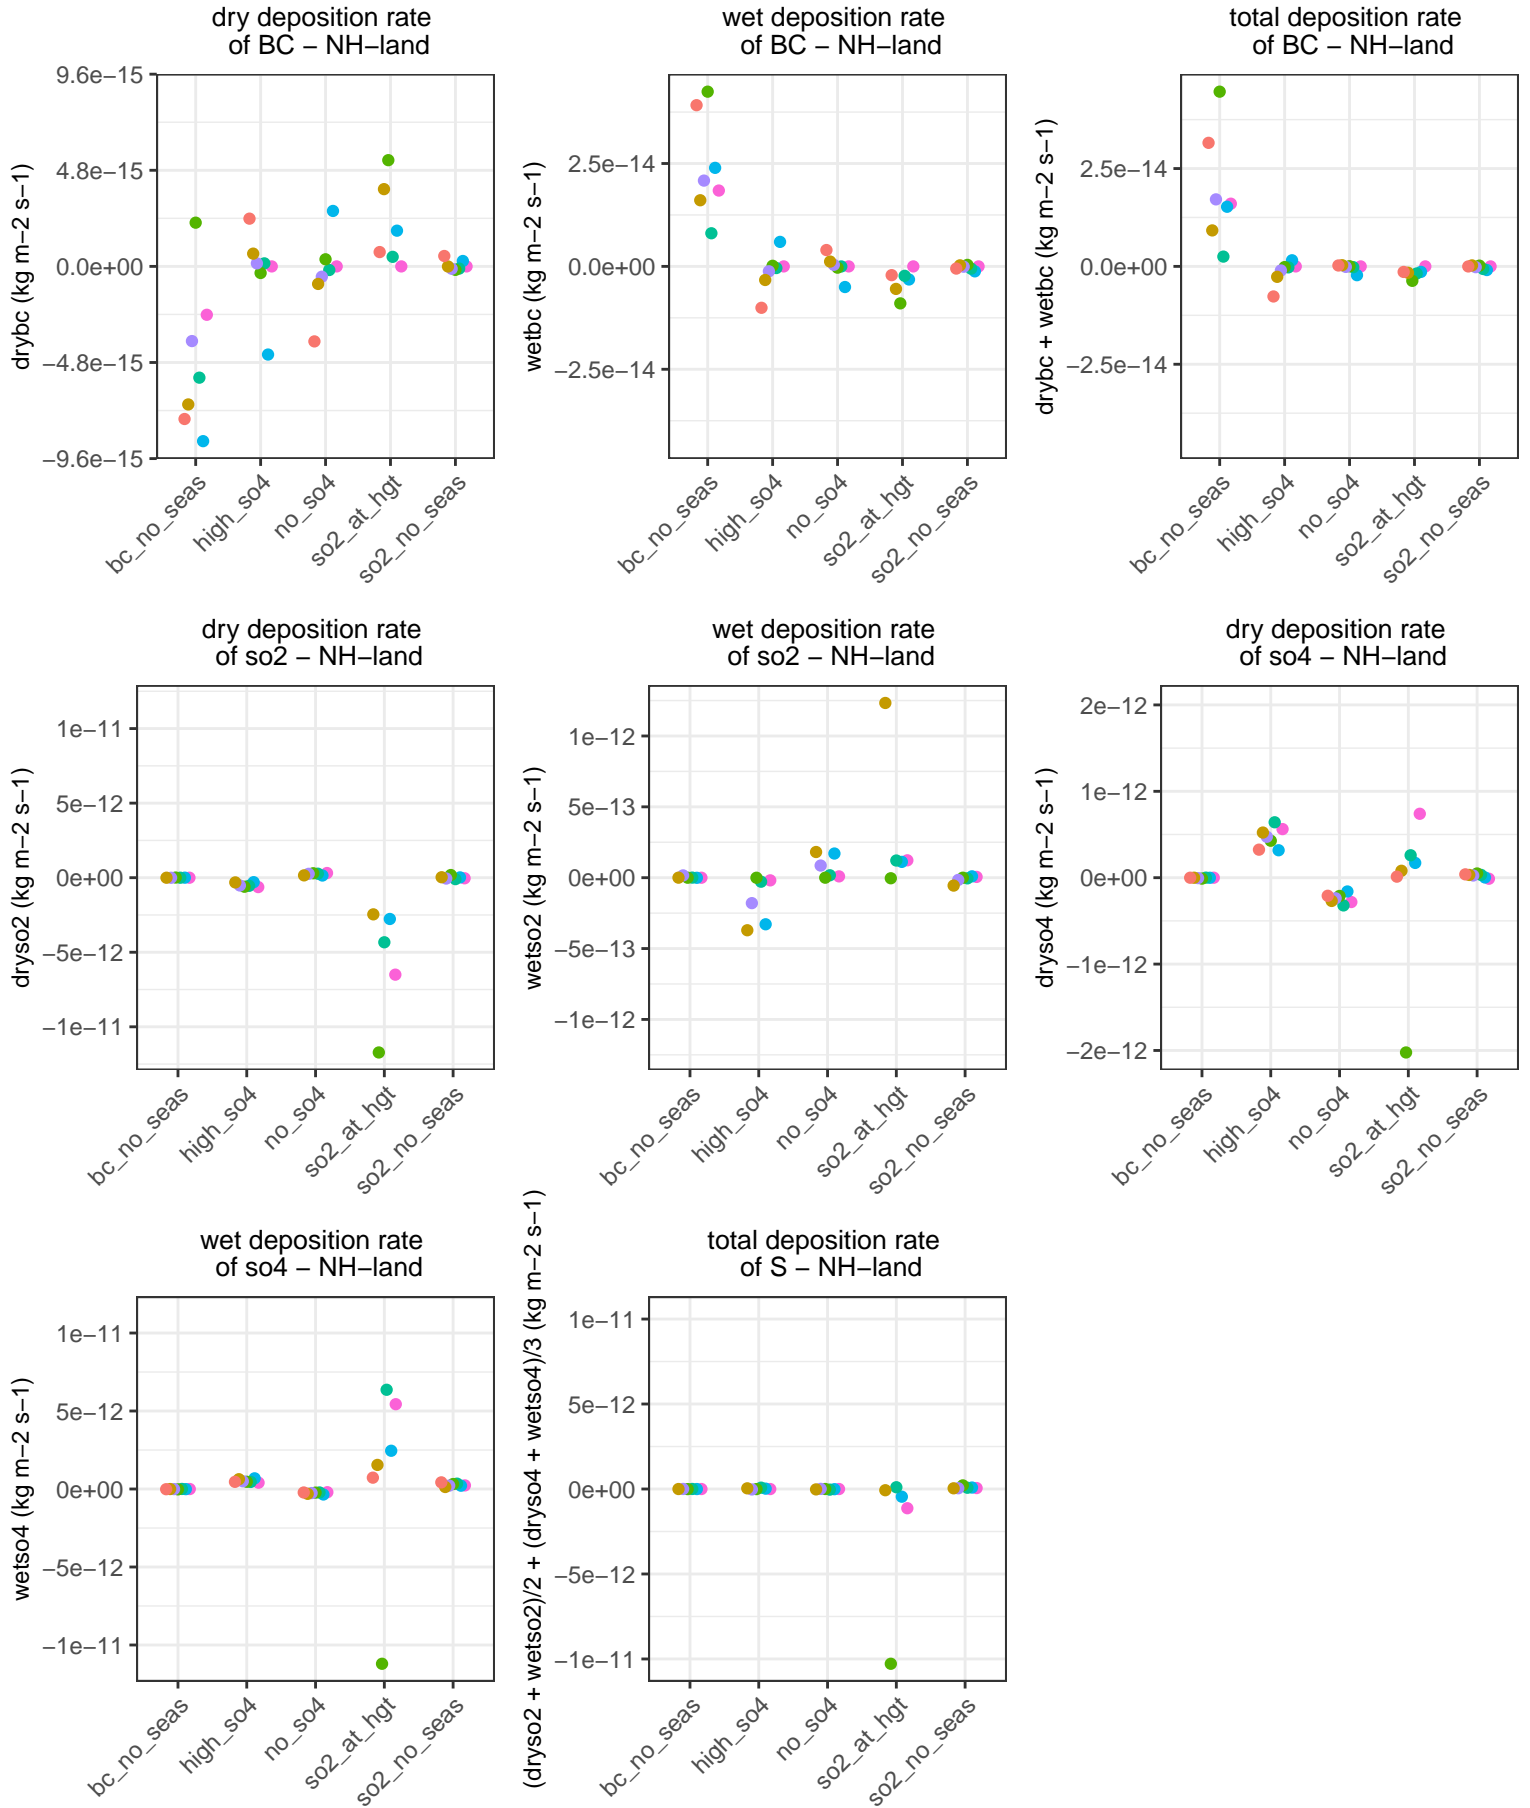 dry deposition rate
of BC − NH−land
drybc (kg m−2 s−1)
9.6e−15
4.8e−15
0.0e+00
−4.8e−15
−9.6e−15
bc_no_seas
high_so4
no_so4
so2_at_hgt
so2_no_seas
wet deposition rate
of BC − NH−land
wetbc (kg m−2 s−1)
2.5e−14
0.0e+00
−2.5e−14
bc_no_seas
high_so4
no_so4
so2_at_hgt
so2_no_seas
total deposition rate
of BC − NH−land
drybc + wetbc (kg m−2 s−1)
2.5e−14
0.0e+00
−2.5e−14
bc_no_seas
high_so4
no_so4
so2_at_hgt
so2_no_seas
dry deposition rate
of so2 − NH−land
dryso2 (kg m−2 s−1)
1e−11
5e−12
0e+00
−5e−12
−1e−11
bc_no_seas
high_so4
no_so4
so2_at_hgt
so2_no_seas
wet deposition rate
of so2 − NH−land
wetso2 (kg m−2 s−1)
1e−12
5e−13
0e+00
−5e−13
−1e−12
bc_no_seas
high_so4
no_so4
so2_at_hgt
so2_no_seas
dry deposition rate
of so4 − NH−land
dryso4 (kg m−2 s−1)
2e−12
1e−12
0e+00
−1e−12
−2e−12
bc_no_seas
high_so4
no_so4
so2_at_hgt
so2_no_seas
wet deposition rate
of so4 − NH−land
wetso4 (kg m−2 s−1)
1e−11
5e−12
0e+00
−5e−12
−1e−11
bc_no_seas
high_so4
no_so4
so2_at_hgt
so2_no_seas
total deposition rate
of S − NH−land
(dryso2 + wetso2)/2 + (dryso4 + wetso4)/3 (kg m−2 s−1)
1e−11
5e−12
0e+00
−5e−12
−1e−11
bc_no_seas
high_so4
no_so4
so2_at_hgt
so2_no_seas